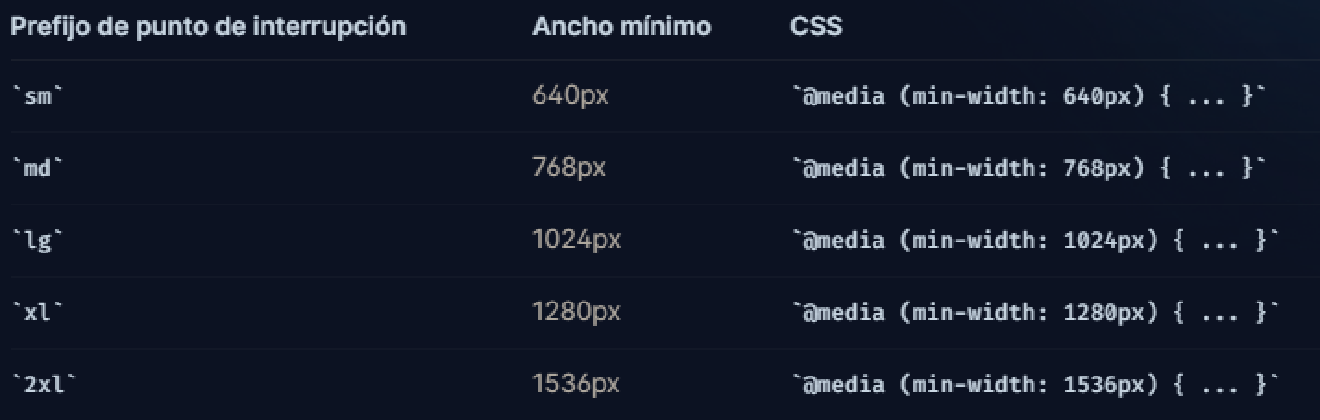 Prefijo de punto de interrupción Ancho mínimo CSS
`sm` 640px `@media (min-width: 640px) { ... }`
`md` 768px `@media (min-width: 768px) { ... }`
`lg` 1024px `@media (min-width: 1024px) { ... }`
`xl` 1280px `@media (min-width: 1280px) { ... }`
`2xl` 1536px `@media (min-width: 1536px) { ... }`